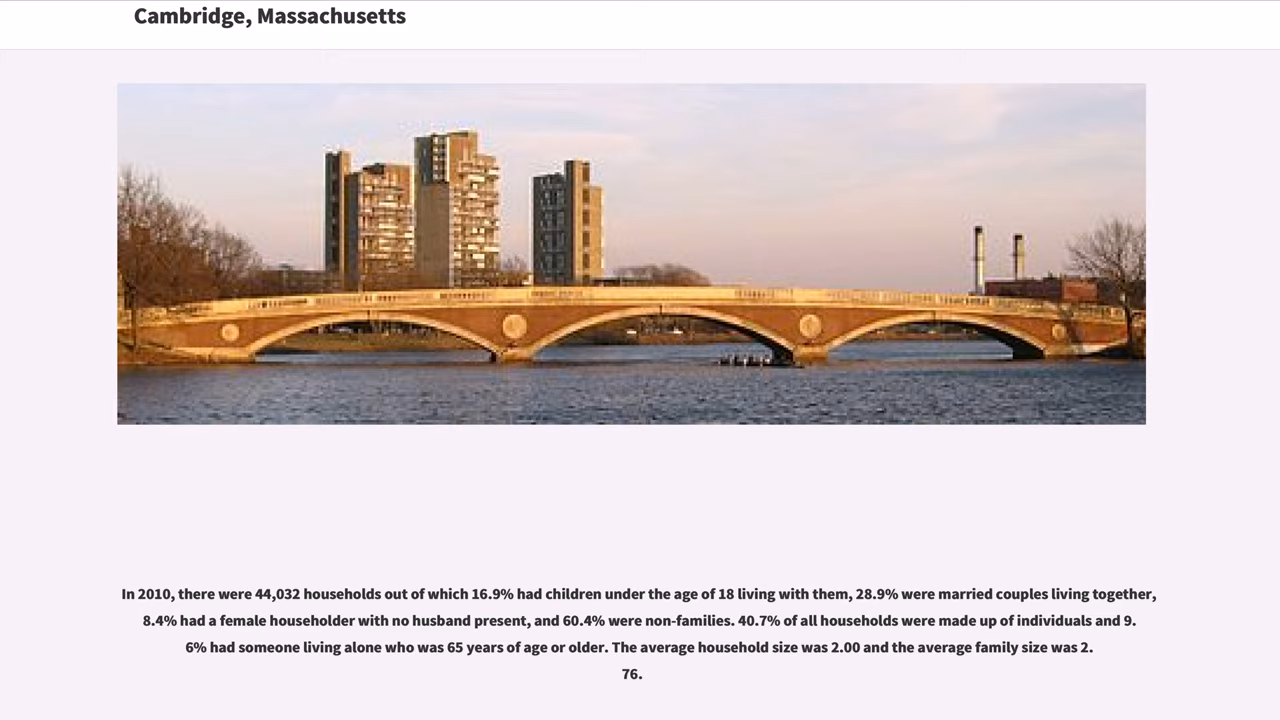 Cambridge, Massachusetts
In 2010, there were 44,032 households out of which 16.9% had children under the age of 18 living with them, 28.9% were married couples living together,
8.4% had a female householder with no husband present, and 60.4% were non-families. 40.7% of all households were made up of individuals and 9.
6% had someone living alone who was 65 years of age or older. The average household size was 2.00 and the average family size was 2.
76.